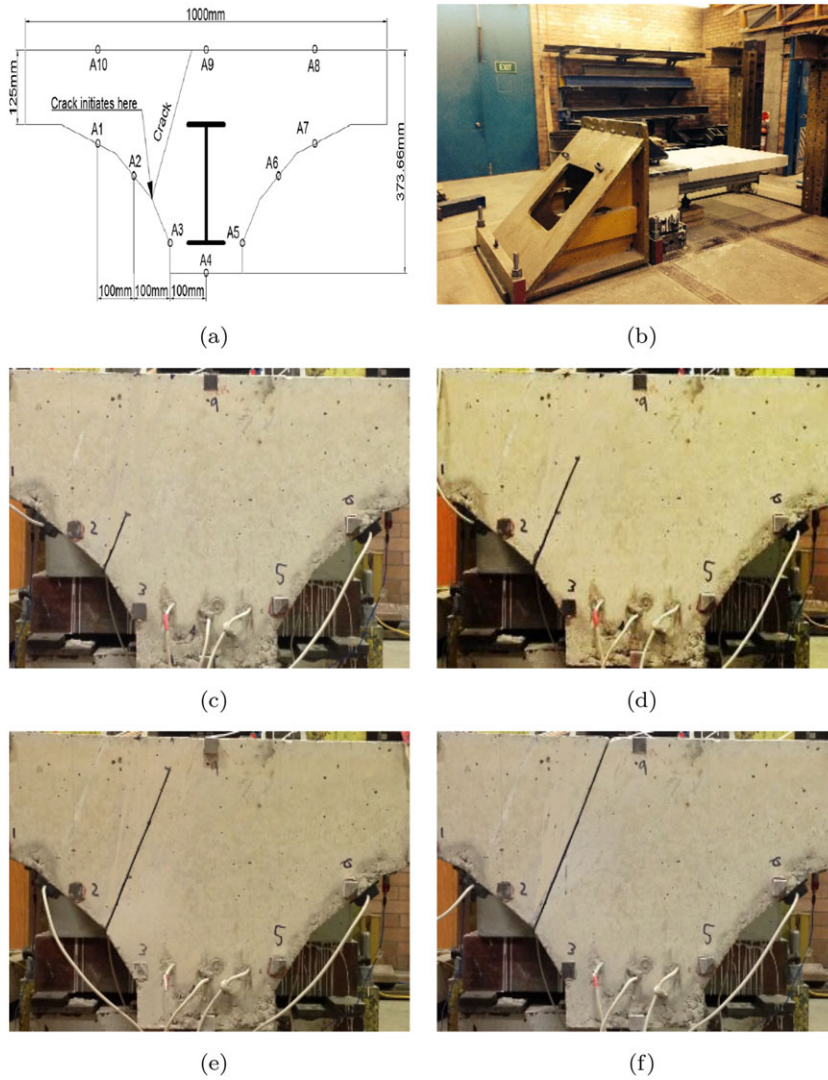 1000mm
A10
A9
A8
125mm
Crack initiates here
Crack
373.66mm
A1
A7
A2
A6
A3
A5
A4
100mm
100mm
100mm
(a)
EXIT
(b)
9
1
2
6
3
5
(c)
9
1
2
6
3
5
(d)
9
1
2
6
3
5
(e)
9
1
2
6
3
5
(f)